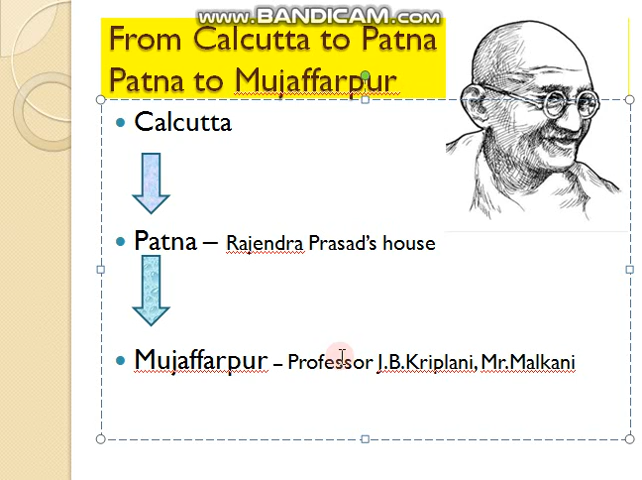 www.BANDICAM.com
From Calcutta to Patna
Patna to Mujaffarpur
Calcutta
Patna – Rajendra Prasad's house
Mujaffarpur – Professor J.B.Kriplani, Mr.Malkani